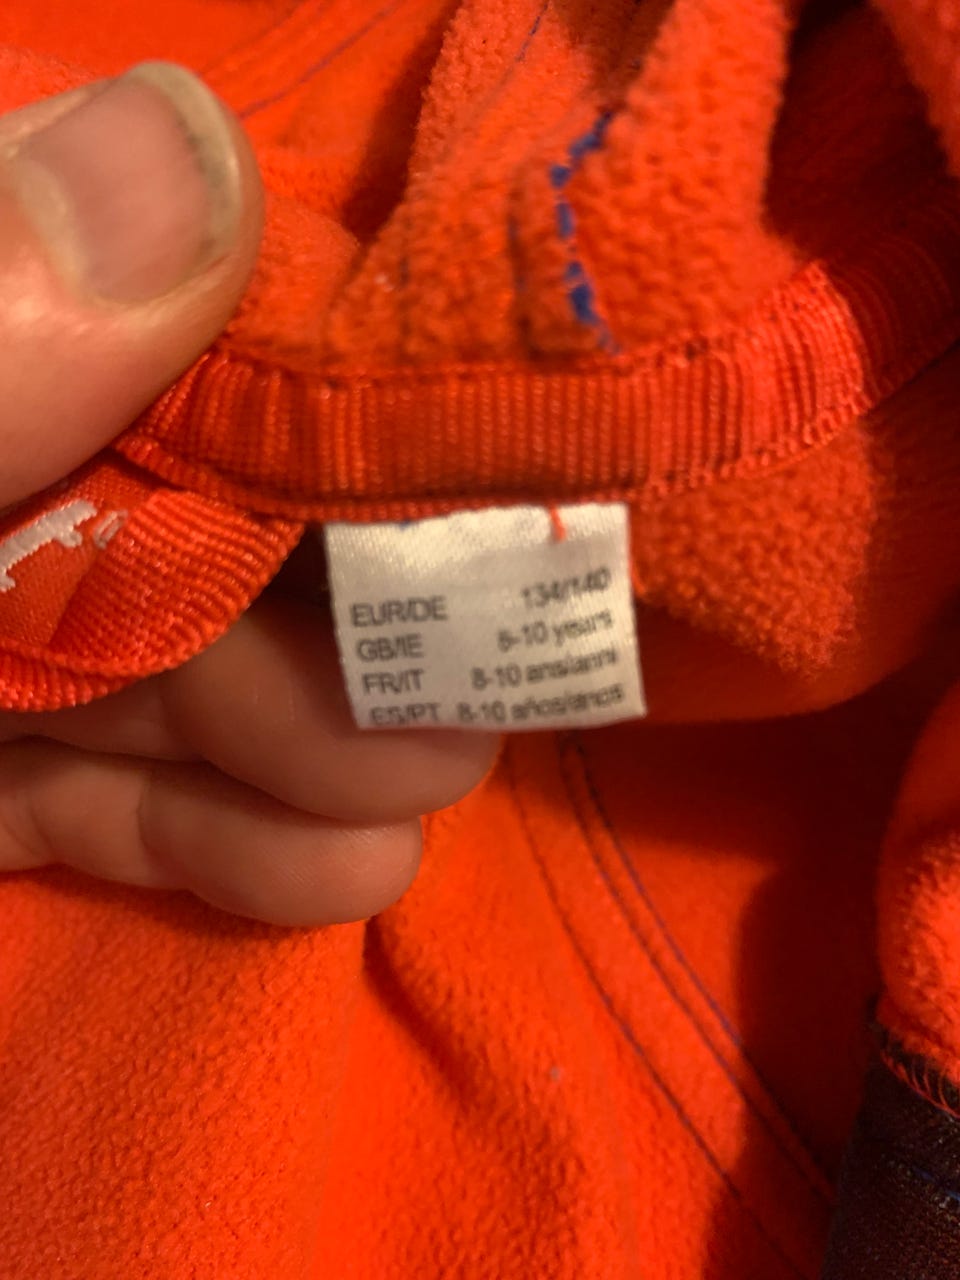 EUR/DE 134/140
GB/IE 8-10 years
FR/IT 8-10 ans/anni
ES/PT 8-10 años/anos